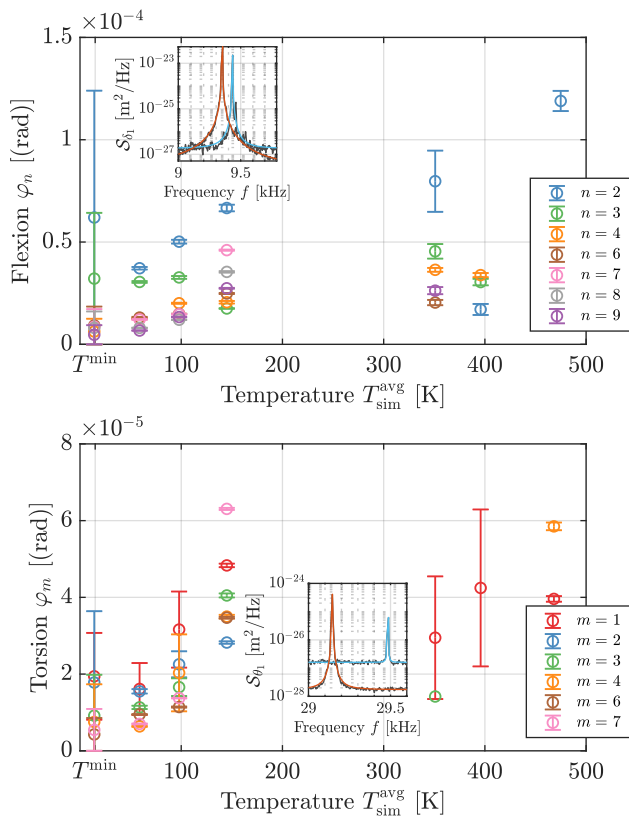 ×10⁻⁴
1.5
1
0.5
0
Flexion φₙ [(rad)]
10⁻²³
10⁻²⁵
10⁻²⁷
S_δ₁ [m²/Hz]
9 9.5
Frequency f [kHz]
n = 2
n = 3
n = 4
n = 6
n = 7
n = 8
n = 9
T^min 100 200 300 400 500
Temperature T_sim^avg [K]
×10⁻⁵
8
6
4
2
0
Torsion φₘ [(rad)]
10⁻²⁴
10⁻²⁶
10⁻²⁸
S_θ₁ [m²/Hz]
29 29.5
Frequency f [kHz]
m = 1
m = 2
m = 3
m = 4
m = 6
m = 7
T^min 100 200 300 400 500
Temperature T_sim^avg [K]